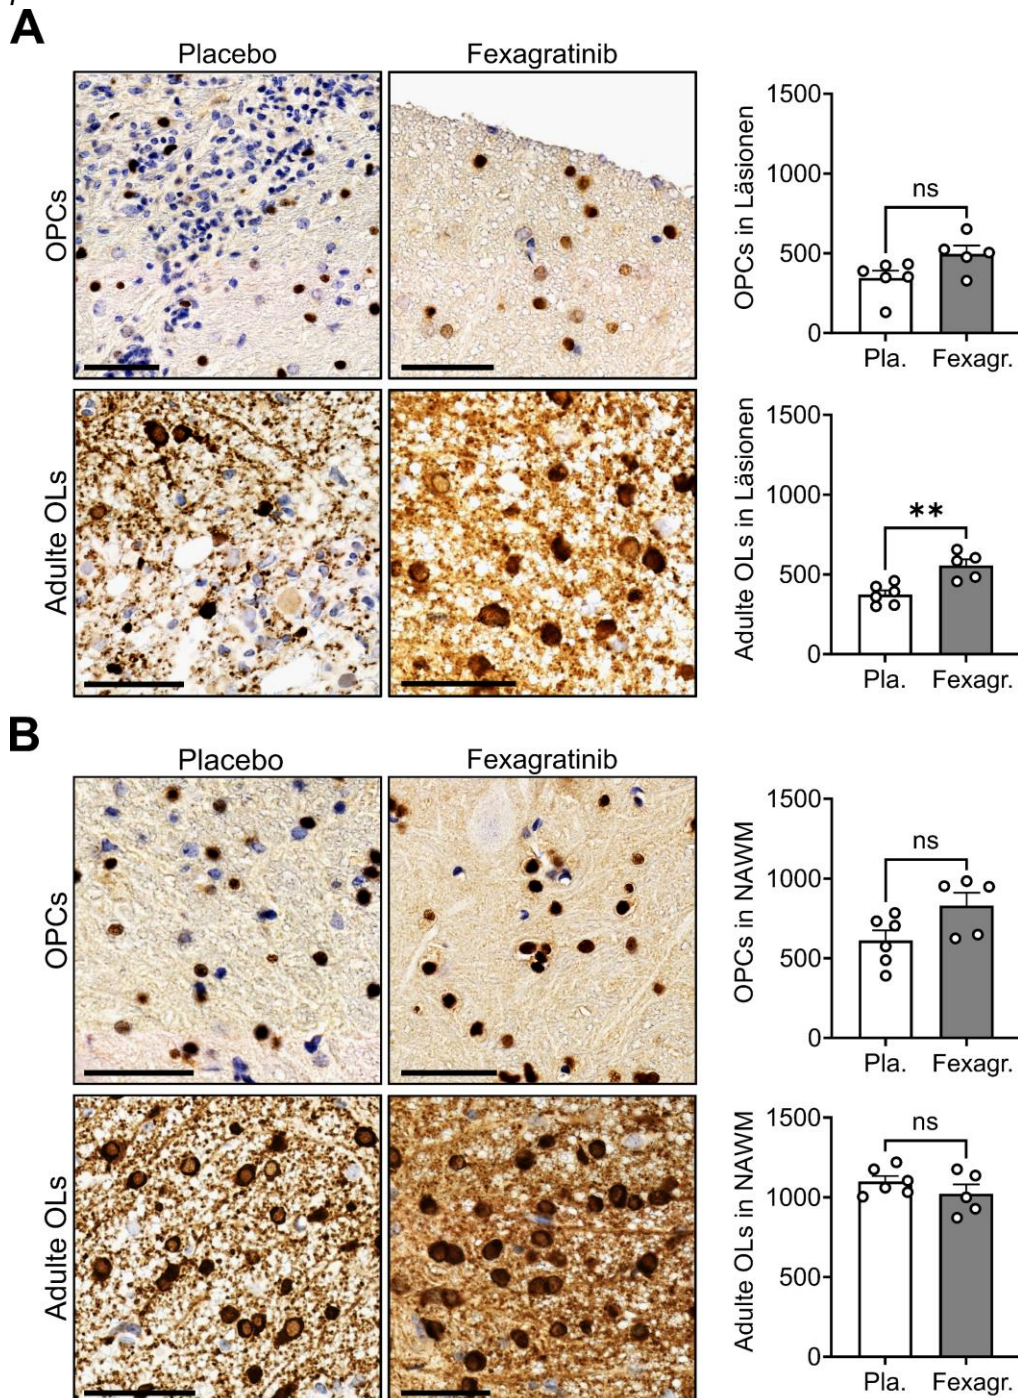 A
Placebo
Fexagratinib
OPCs
Adulte OLs
OPCs in Läsionen
1500
1000
500
0
ns
Pla.
Fexagr.
Adulte OLs in Läsionen
1500
1000
500
0
**
Pla.
Fexagr.
B
Placebo
Fexagratinib
OPCs
Adulte OLs
OPCs in NAWM
1500
1000
500
0
ns
Pla.
Fexagr.
Adulte OLs in NAWM
1500
1000
500
0
ns
Pla.
Fexagr.